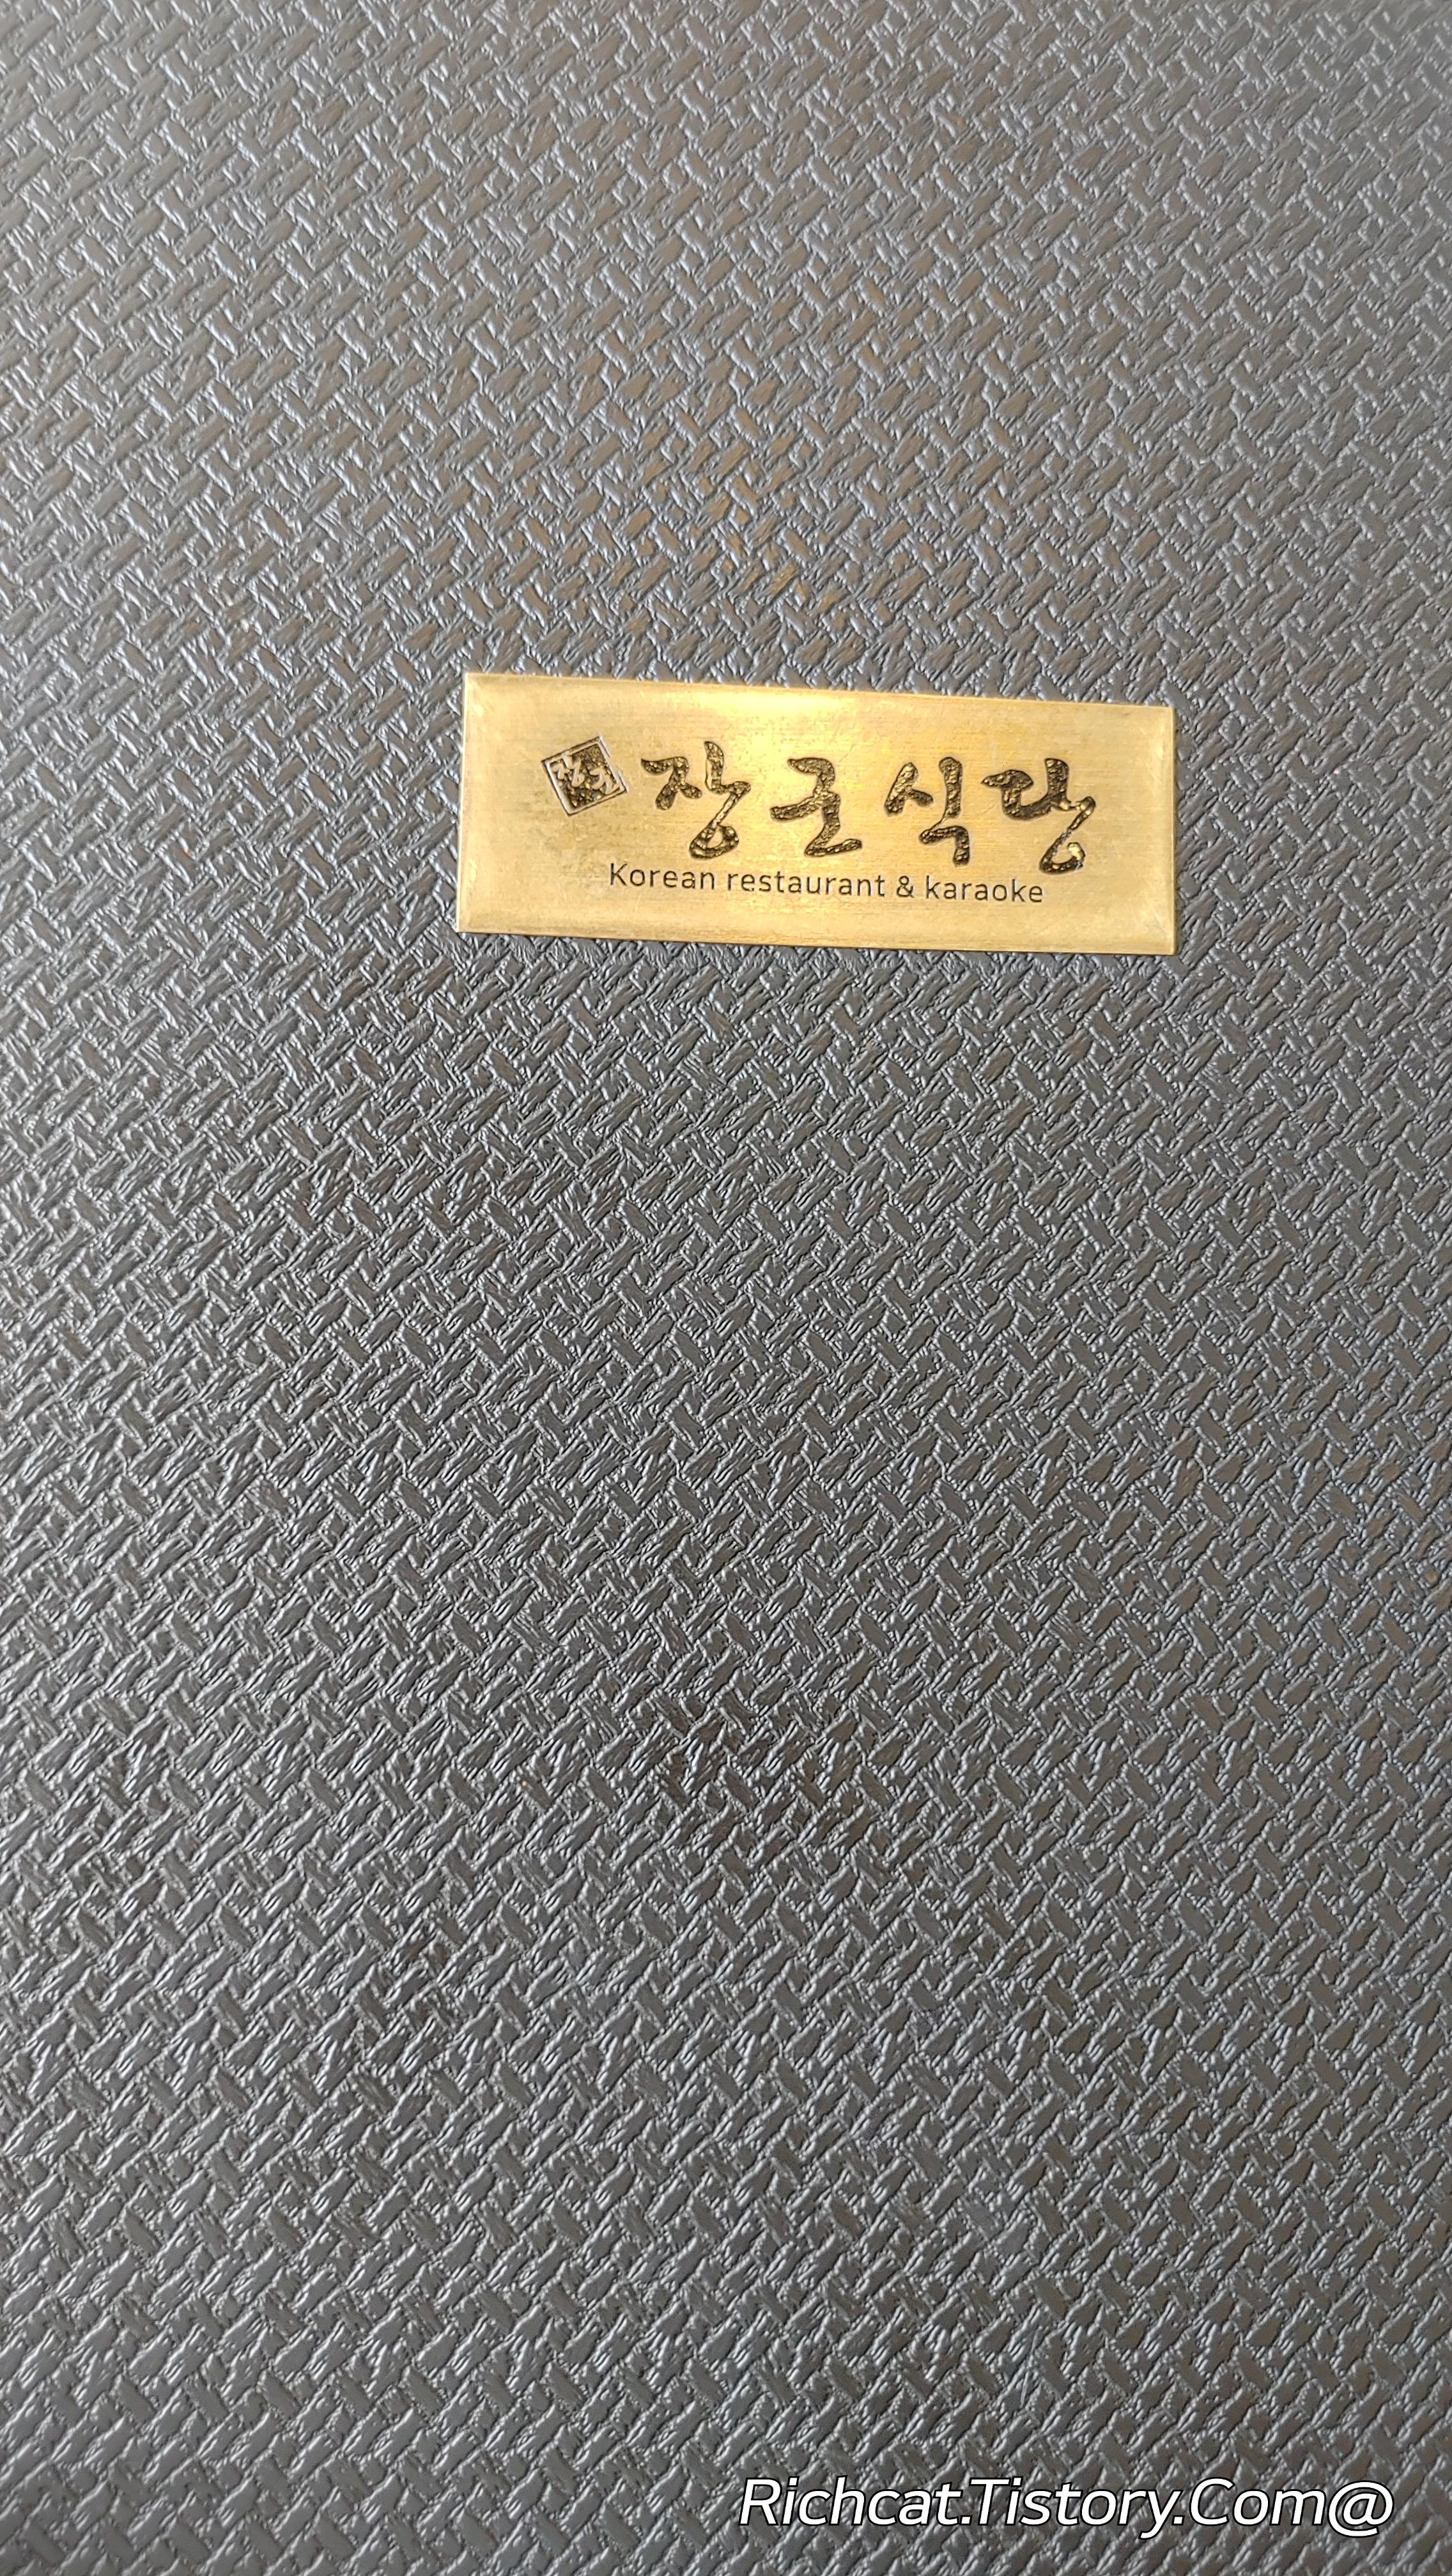 장군식당
Korean restaurant & karaoke
Richcat.Tistory.Com@